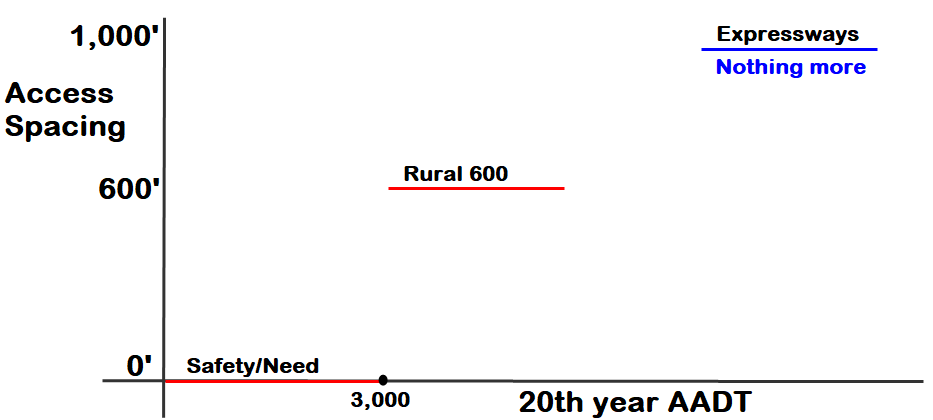 1,000'
Expressways
Nothing more
Access
Spacing
Rural 600
600'
0'
Safety/Need
3,000
20th year AADT